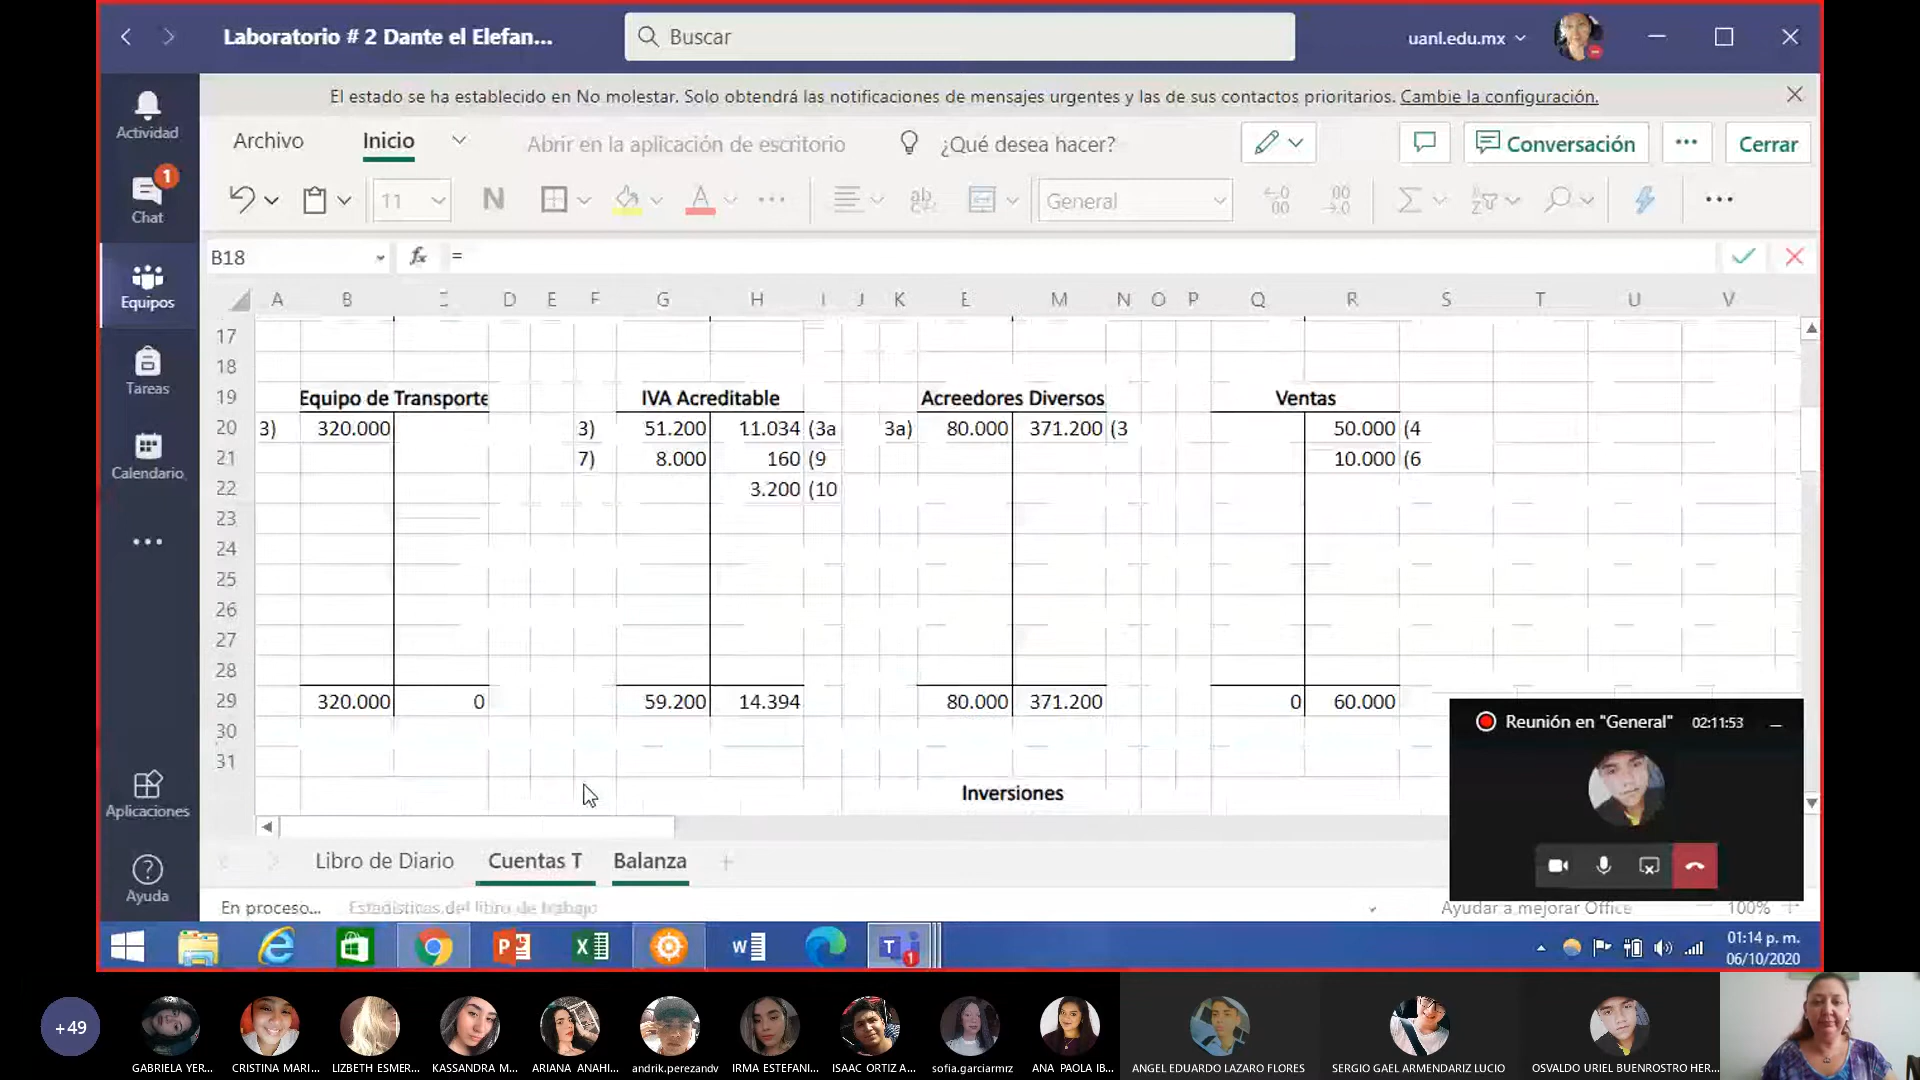 Laboratorio # 2 Dante el Elefan...
Buscar
uanl.edu.mx
El estado se ha establecido en No molestar. Solo obtendrá las notificaciones de mensajes urgentes y las de sus contactos prioritarios. Cambie la configuración.
Actividad
Chat
1
Equipos
Tareas
Calendario
Aplicaciones
Ayuda
Archivo
Inicio
Abrir en la aplicación de escritorio
¿Qué desea hacer?
Conversación
Cerrar
11
N
General
B18
fx
=
A B D E F G H I J K M N O P Q R S T U V
17
18
19 Equipo de Transporte IVA Acreditable Acreedores Diversos Ventas
20 3) 320.000 3) 51.200 11.034 (3a 3a) 80.000 371.200 (3 50.000 (4
21 7) 8.000 160 (9 10.000 (6
22 3.200 (10
23
24
25
26
27
28
29 320.000 0 59.200 14.394 80.000 371.200 0 60.000
30
31
Inversiones
Reunión en "General" 02:11:53
Libro de Diario
Cuentas T
Balanza
En proceso...
Estadísticas del libro de trabajo
Ayudar a mejorar Office
100%
01:14 p. m.
06/10/2020
+49
GABRIELA YER...
CRISTINA MARI...
LIZBETH ESMER...
KASSANDRA M...
ARIANA ANAHI...
andrik.perezandv
IRMA ESTEFANI...
ISAAC ORTIZ A...
sofia.garciarmrz
ANA PAOLA IB...
ANGEL EDUARDO LAZARO FLORES
SERGIO GAEL ARMENDARIZ LUCIO
OSVALDO URIEL BUENROSTRO HER...